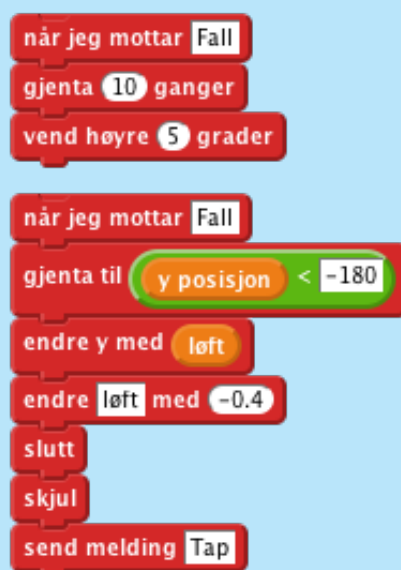 når jeg mottar Fall
gjenta 10 ganger
vend høyre 5 grader
når jeg mottar Fall
gjenta til y posisjon < -180
endre y med løft
endre løft med -0.4
slutt
skjul
send melding Tap